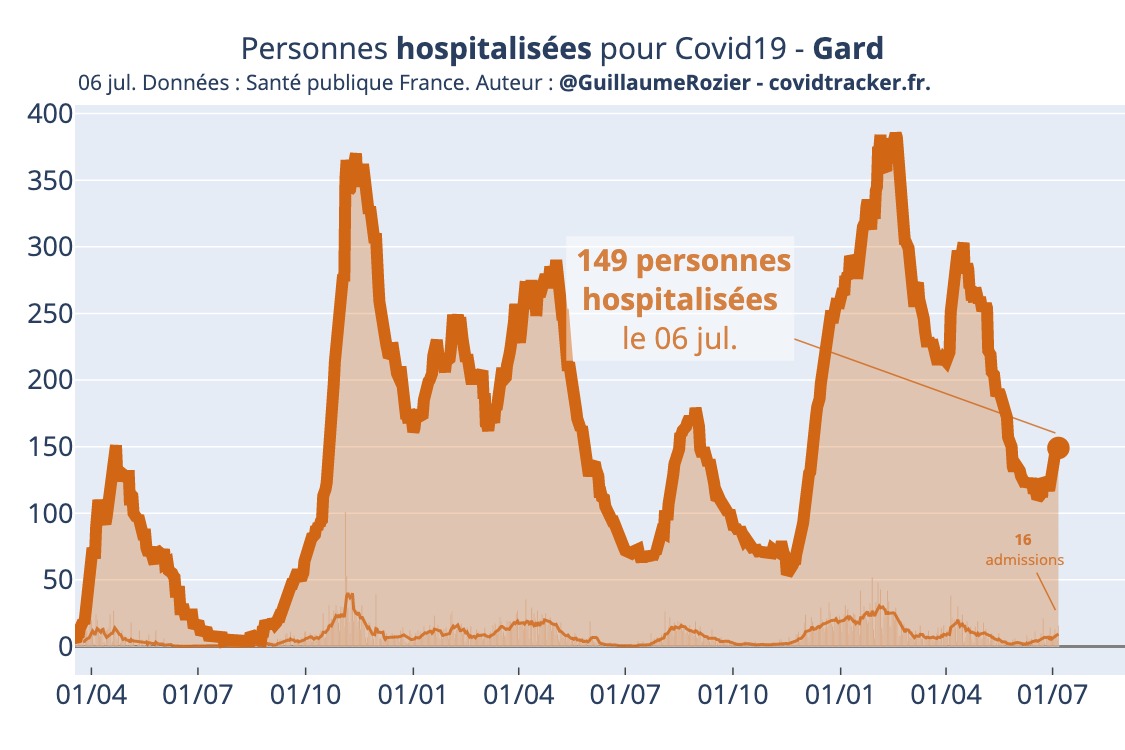 Personnes hospitalisées pour Covid19 - Gard
06 jul. Données : Santé publique France. Auteur : @GuillaumeRozier - covidtracker.fr.
400
350
300
250
200
150
100
50
0
149 personnes
hospitalisées
le 06 jul.
16
admissions
01/04 01/07 01/10 01/01 01/04 01/07 01/10 01/01 01/04 01/07